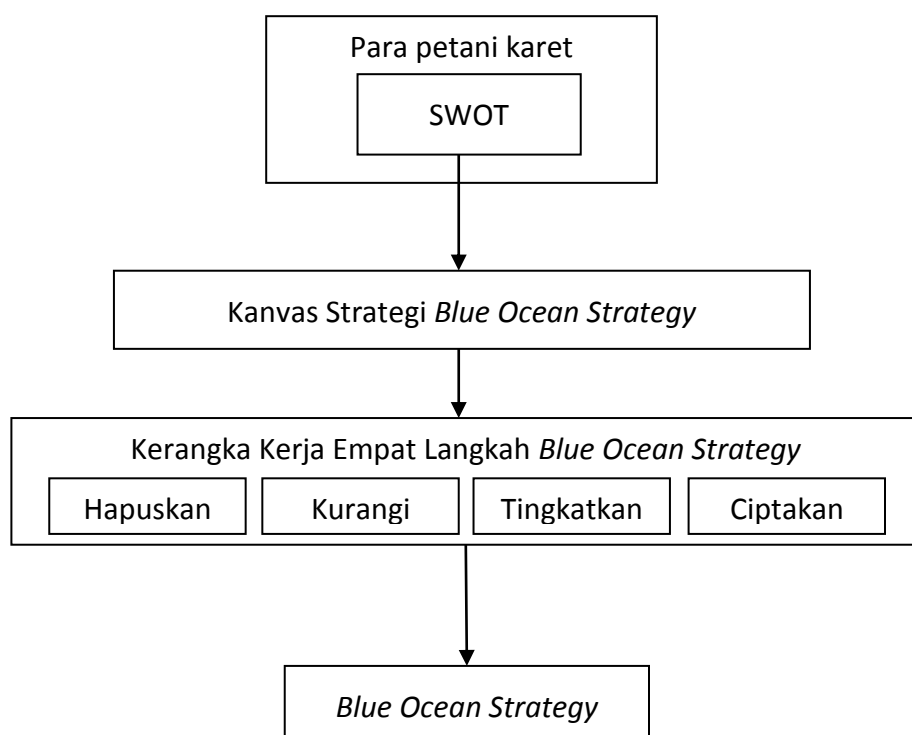 Para petani karet
SWOT
Kanvas Strategi Blue Ocean Strategy
Kerangka Kerja Empat Langkah Blue Ocean Strategy
Hapuskan Kurangi Tingkatkan Ciptakan
Blue Ocean Strategy